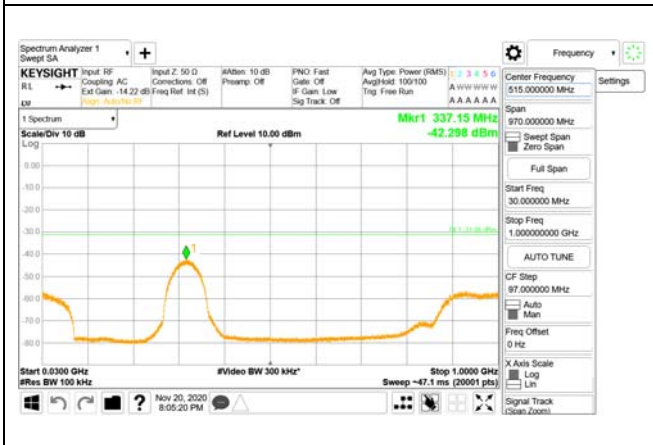 Spectrum Analyzer 1
Swept SA
Frequency
KEYSIGHT
RL
Input: RF
Coupling: AC
Ext Gain: -14.22 dB
Align: Auto/No RF
Input Z: 50 Ω
Corrections: Off
Freq Ref: Int (S)
#Atten: 10 dB
Preamp: Off
PNO: Fast
Gate: Off
IF Gain: Low
Sig Track: Off
Avg Type: Power (RMS)
Avg|Hold: 100/100
Trig: Free Run
1 2 3 4 5 6
A W W W W W
A A A A A A
1 Spectrum
Scale/Div 10 dB
Log
Ref Level 10.00 dBm
Mkr1 337.15 MHz
-42.298 dBm
0.00
-10.0
-20.0
-30.0
-40.0
-50.0
-60.0
-70.0
-80.0
1
Start 0.0300 GHz
#Res BW 100 kHz
#Video BW 300 kHz*
Stop 1.0000 GHz
Sweep ~47.1 ms (20001 pts)
Nov 20, 2020
8:05:20 PM
Center Frequency
515.000000 MHz
Settings
Span
970.000000 MHz
Swept Span
Zero Span
Full Span
Start Freq
30.000000 MHz
Stop Freq
1.000000000 GHz
AUTO TUNE
CF Step
97.000000 MHz
Auto
Man
Freq Offset
0 Hz
X Axis Scale
Log
Lin
Signal Track
(Span Zoom)